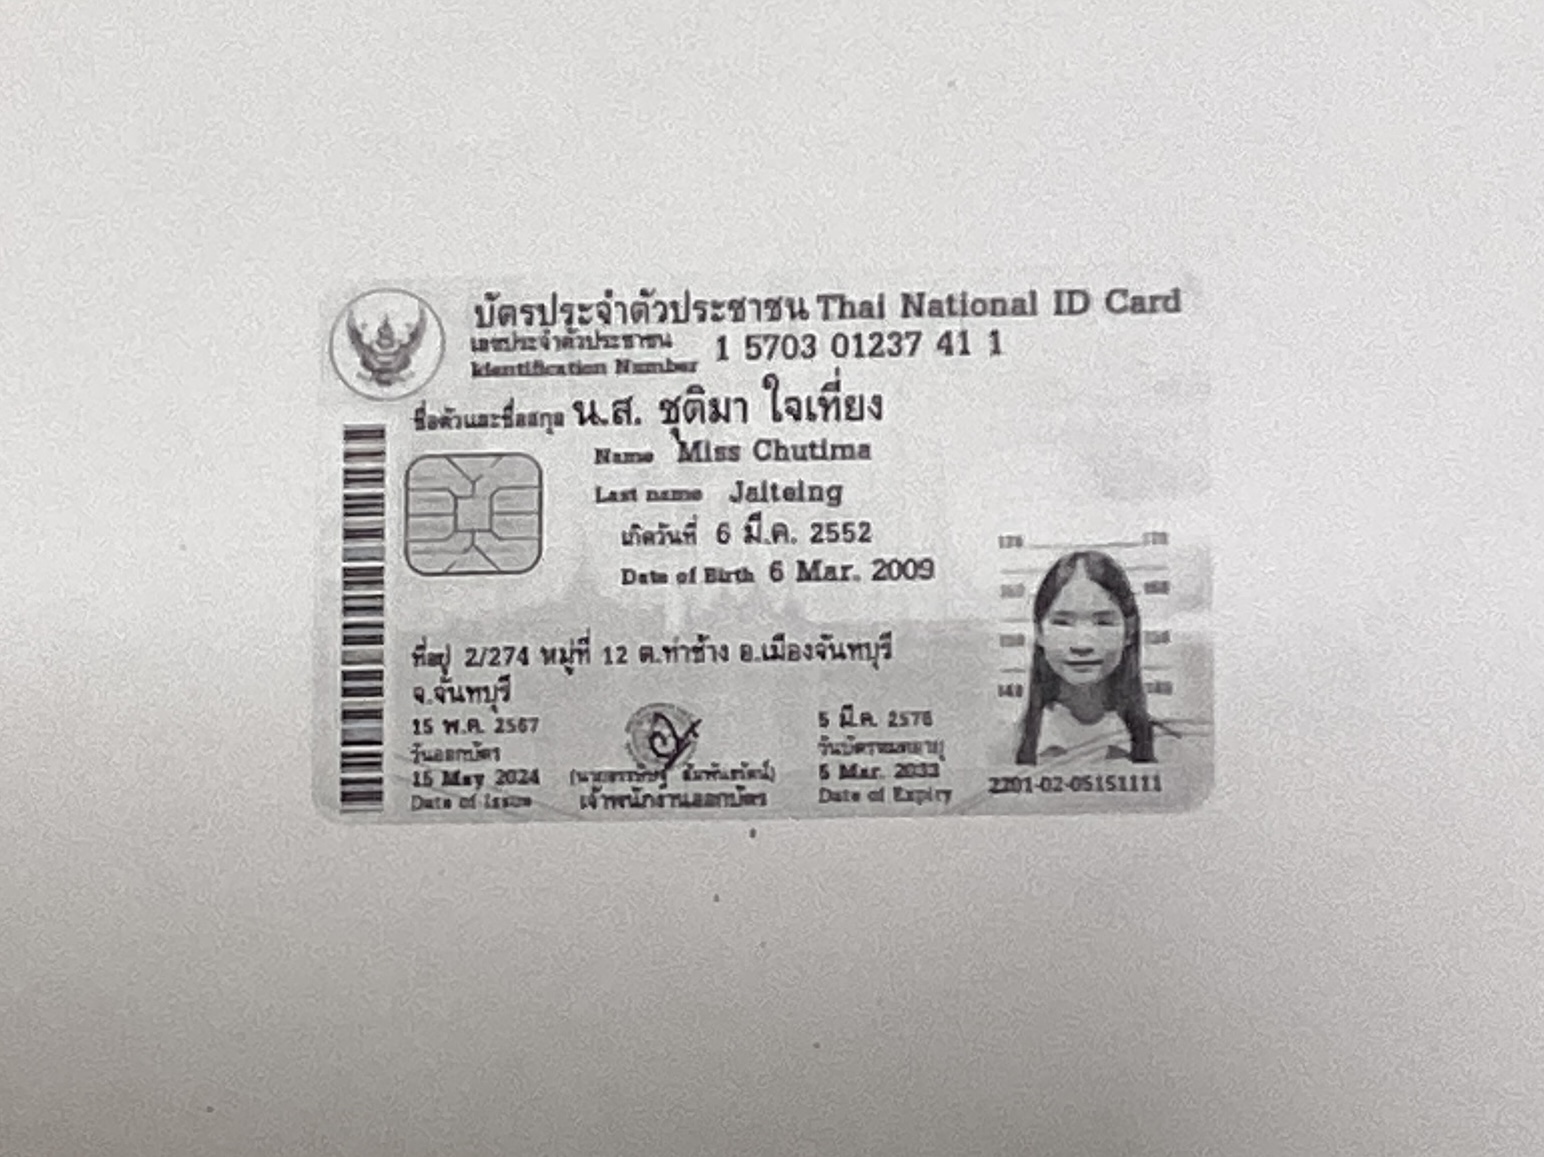 บัตรประจำตัวประชาชน Thai National ID Card
เลขประจำตัวประชาชน
Identification Number 1 5703 01237 41 1
ชื่อตัวและชื่อสกุล น.ส. ชุติมา ใจเที่ยง
Name Miss Chutima
Last name Jaiteing
เกิดวันที่ 6 มี.ค. 2552
Date of Birth 6 Mar. 2009
ที่อยู่ 2/274 หมู่ที่ 12 ต.ท่าช้าง อ.เมืองจันทบุรี
จ.จันทบุรี
15 พ.ค. 2567
วันออกบัตร
15 May 2024
Date of Issue
เจ้าพนักงานออกบัตร
5 มี.ค. 2576
วันบัตรหมดอายุ
5 Mar. 2033
Date of Expiry
170 170
160 160
150 150
140 140
2201-02-05151111